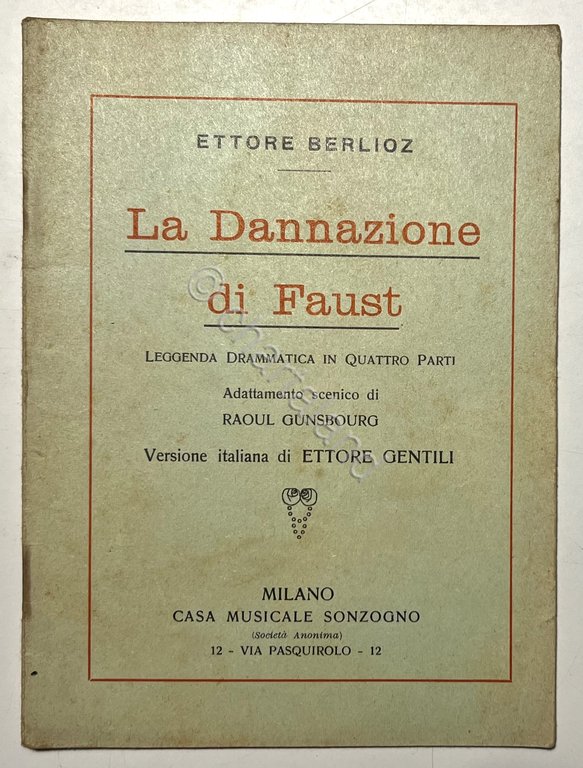 ETTORE BERLIOZ
La Dannazione
di Faust
LEGGENDA DRAMMATICA IN QUATTRO PARTI
Adattamento scenico di
RAOUL GUNSBOURG
Versione italiana di ETTORE GENTILI
MILANO
CASA MUSICALE SONZOGNO
(Società Anonima)
12 - VIA PASQUIROLO - 12